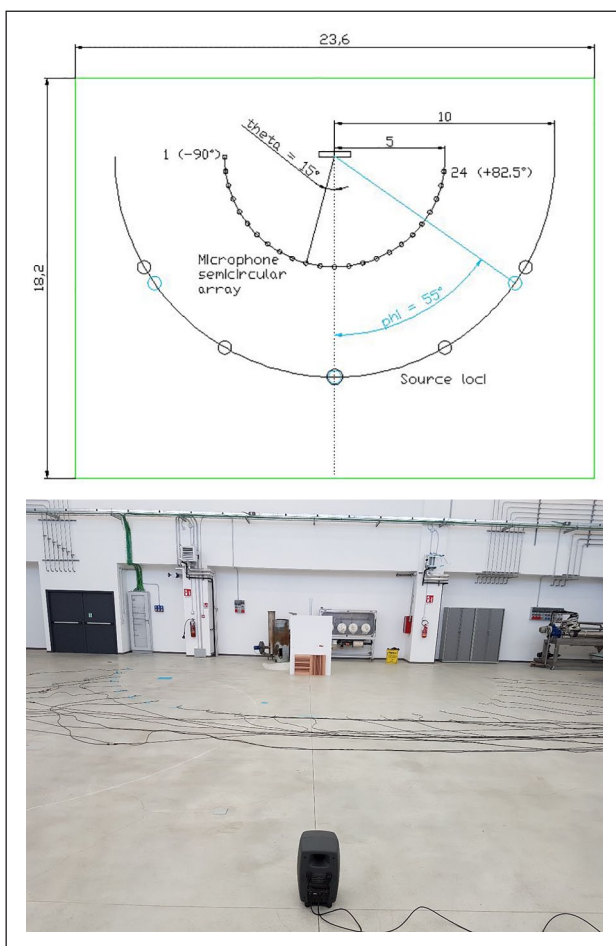 23,6
10
theta = 15°
5
1 (-90°)
24 (+82.5°)
Microphone
semicircular
array
18,2
phi = 55°
Source loci